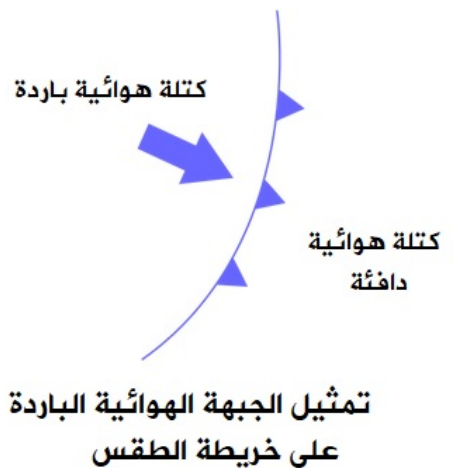 كتلة هوائية باردة
كتلة هوائية
دافئة
تمثيل الجبهة الهوائية الباردة
على خريطة الطقس